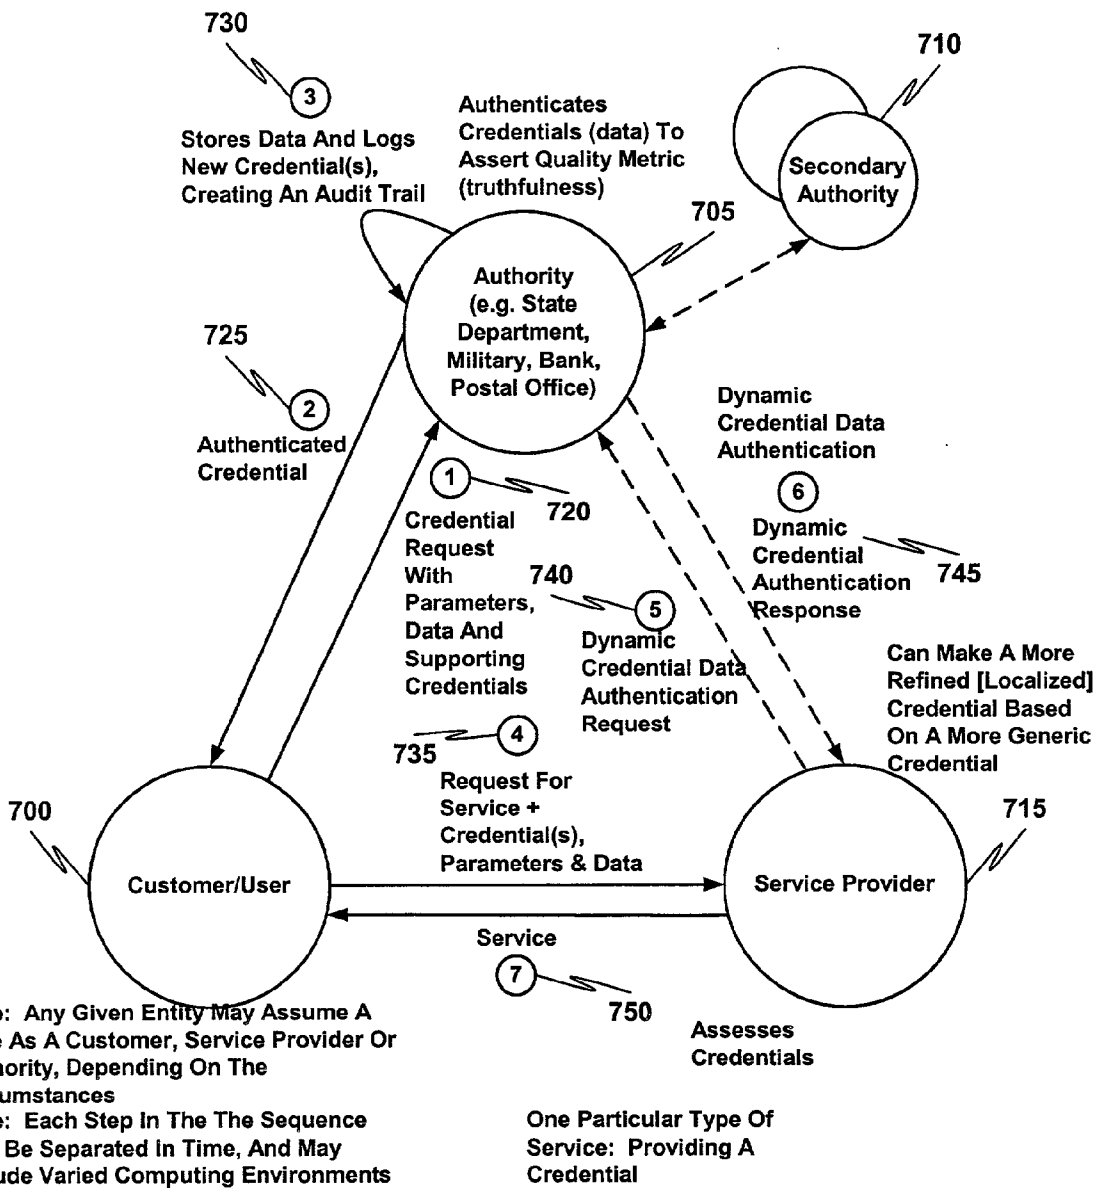 730
3
Stores Data And Logs
New Credential(s),
Creating An Audit Trail
Authenticates
Credentials (data) To
Assert Quality Metric
(truthfulness)
710
Secondary
Authority
705
Authority
(e.g. State
Department,
Military, Bank,
Postal Office)
725
2
Authenticated
Credential
1
720
Credential
Request
With
Parameters,
Data And
Supporting
Credentials
Dynamic
Credential Data
Authentication
6
Dynamic
Credential
Authentication
Response
745
740
5
Dynamic
Credential Data
Authentication
Request
Can Make A More
Refined [Localized]
Credential Based
On A More Generic
Credential
735
4
Request For
Service +
Credential(s),
Parameters & Data
700
Customer/User
715
Service Provider
Service
7
750
Assesses
Credentials
Any Given Entity May Assume A
As A Customer, Service Provider Or
Depending On The
Each Step In The The Sequence
Be Separated In Time, And May
Varied Computing Environments
One Particular Type Of
Service: Providing A
Credential